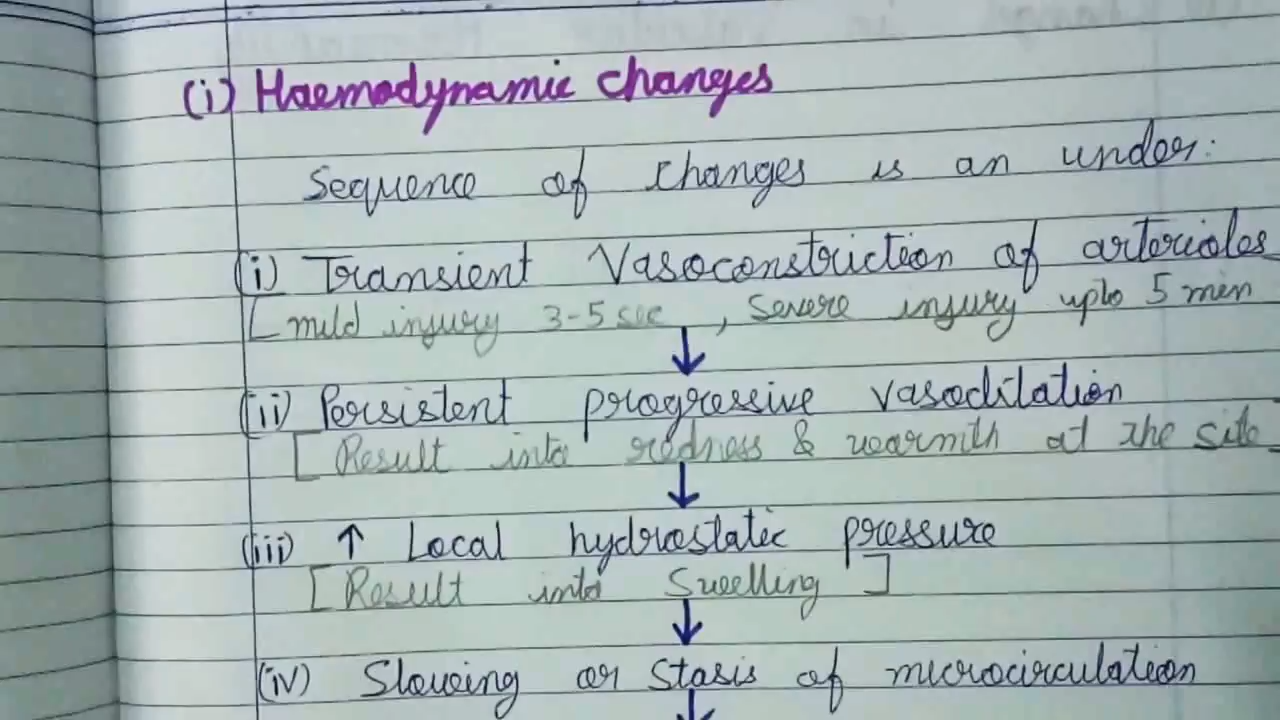 (i) Haemodynamic changes
Sequence of changes is an under:
(i) Transient Vasoconstriction of arterioles
[mild injury 3-5 sec, Severe injury upto 5 min
↓
(ii) Persistent progressive vasodilation
[Result into redness & warmth at the site]
↓
(iii) ↑ Local hydrostatic pressure
[Result into Swelling]
↓
(iv) Slowing or Stasis of microcirculation
↓